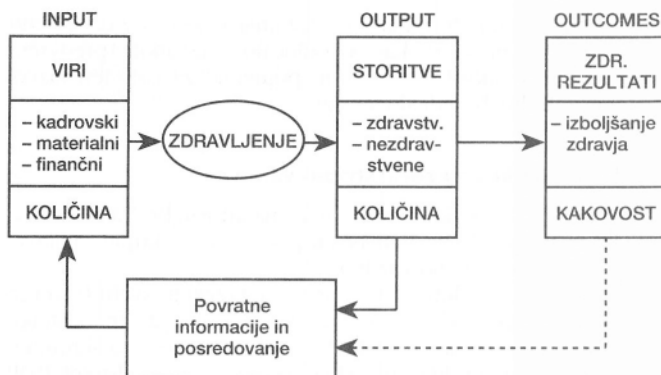 INPUT
VIRI
– kadrovski
– materialni
– finančni
KOLIČINA
ZDRAVLJENJE
OUTPUT
STORITVE
– zdravstv.
– nezdrav-
stvene
KOLIČINA
OUTCOMES
ZDR.
REZULTATI
– izboljšanje
zdravja
KAKOVOST
Povratne
informacije in
posredovanje